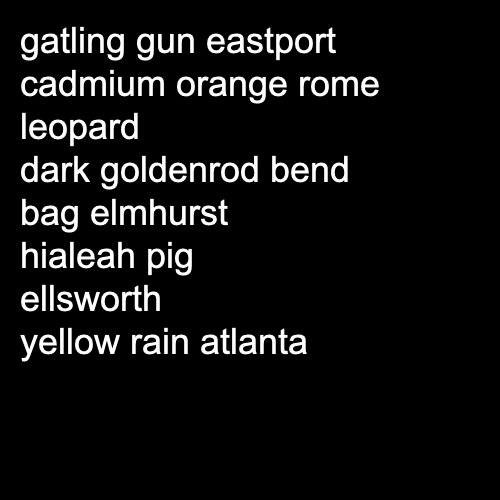 gatling gun eastport
cadmium orange rome
leopard
dark goldenrod bend
bag elmhurst
hialeah pig
ellsworth
yellow rain atlanta